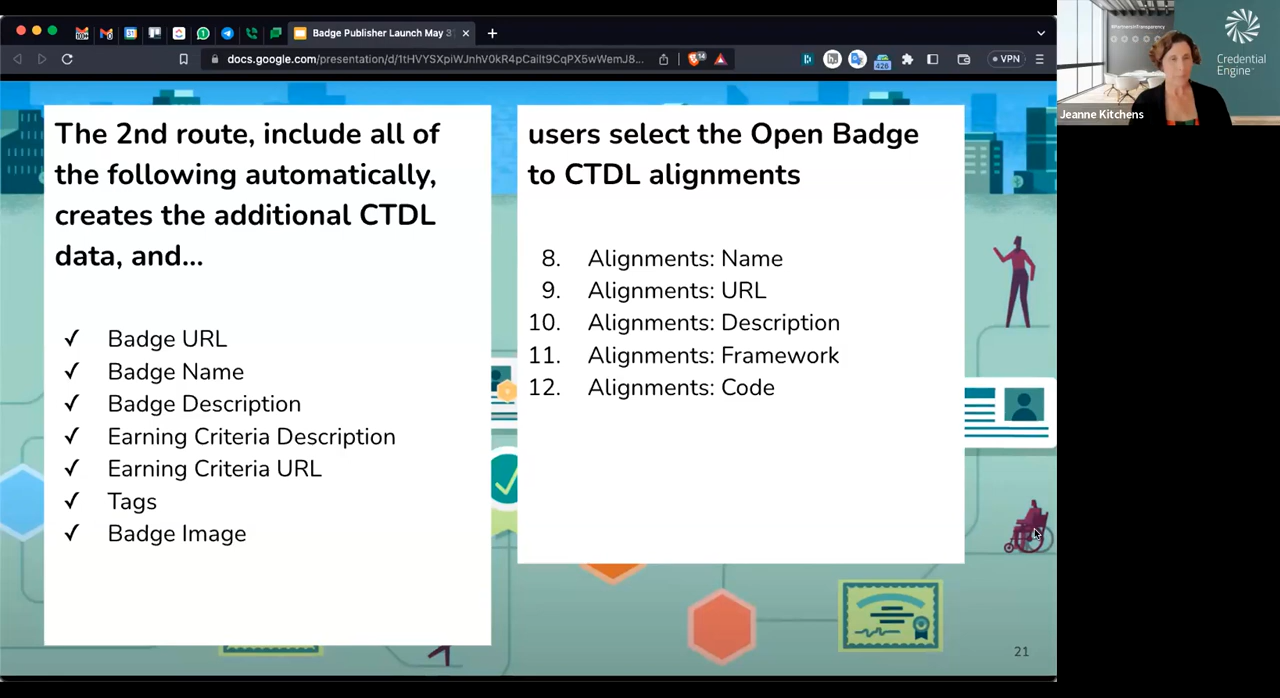 Badge Publisher Launch May 3
docs.google.com/presentation/d/1tHVYSXpiWJnhV0kR4pCailt9CqPX5wWemJ8...
14
426
VPN
The 2nd route, include all of
the following automatically,
creates the additional CTDL
data, and...
✓ Badge URL
✓ Badge Name
✓ Badge Description
✓ Earning Criteria Description
✓ Earning Criteria URL
✓ Tags
✓ Badge Image
users select the Open Badge
to CTDL alignments
8. Alignments: Name
9. Alignments: URL
10. Alignments: Description
11. Alignments: Framework
12. Alignments: Code
21
Credential
Engine
Jeanne Kitchens